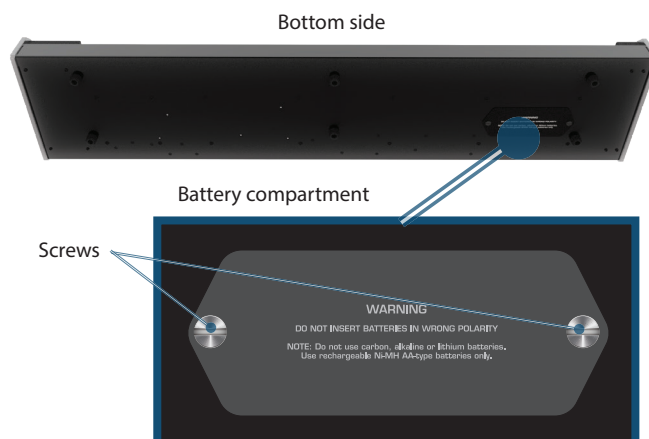 Bottom side
WARNING
Battery compartment
Screws
WARNING
DO NOT INSERT BATTERIES IN WRONG POLARITY
NOTE: Do not use carbon, alkaline or lithium batteries.
Use rechargeable Ni-MH AA-type batteries only.